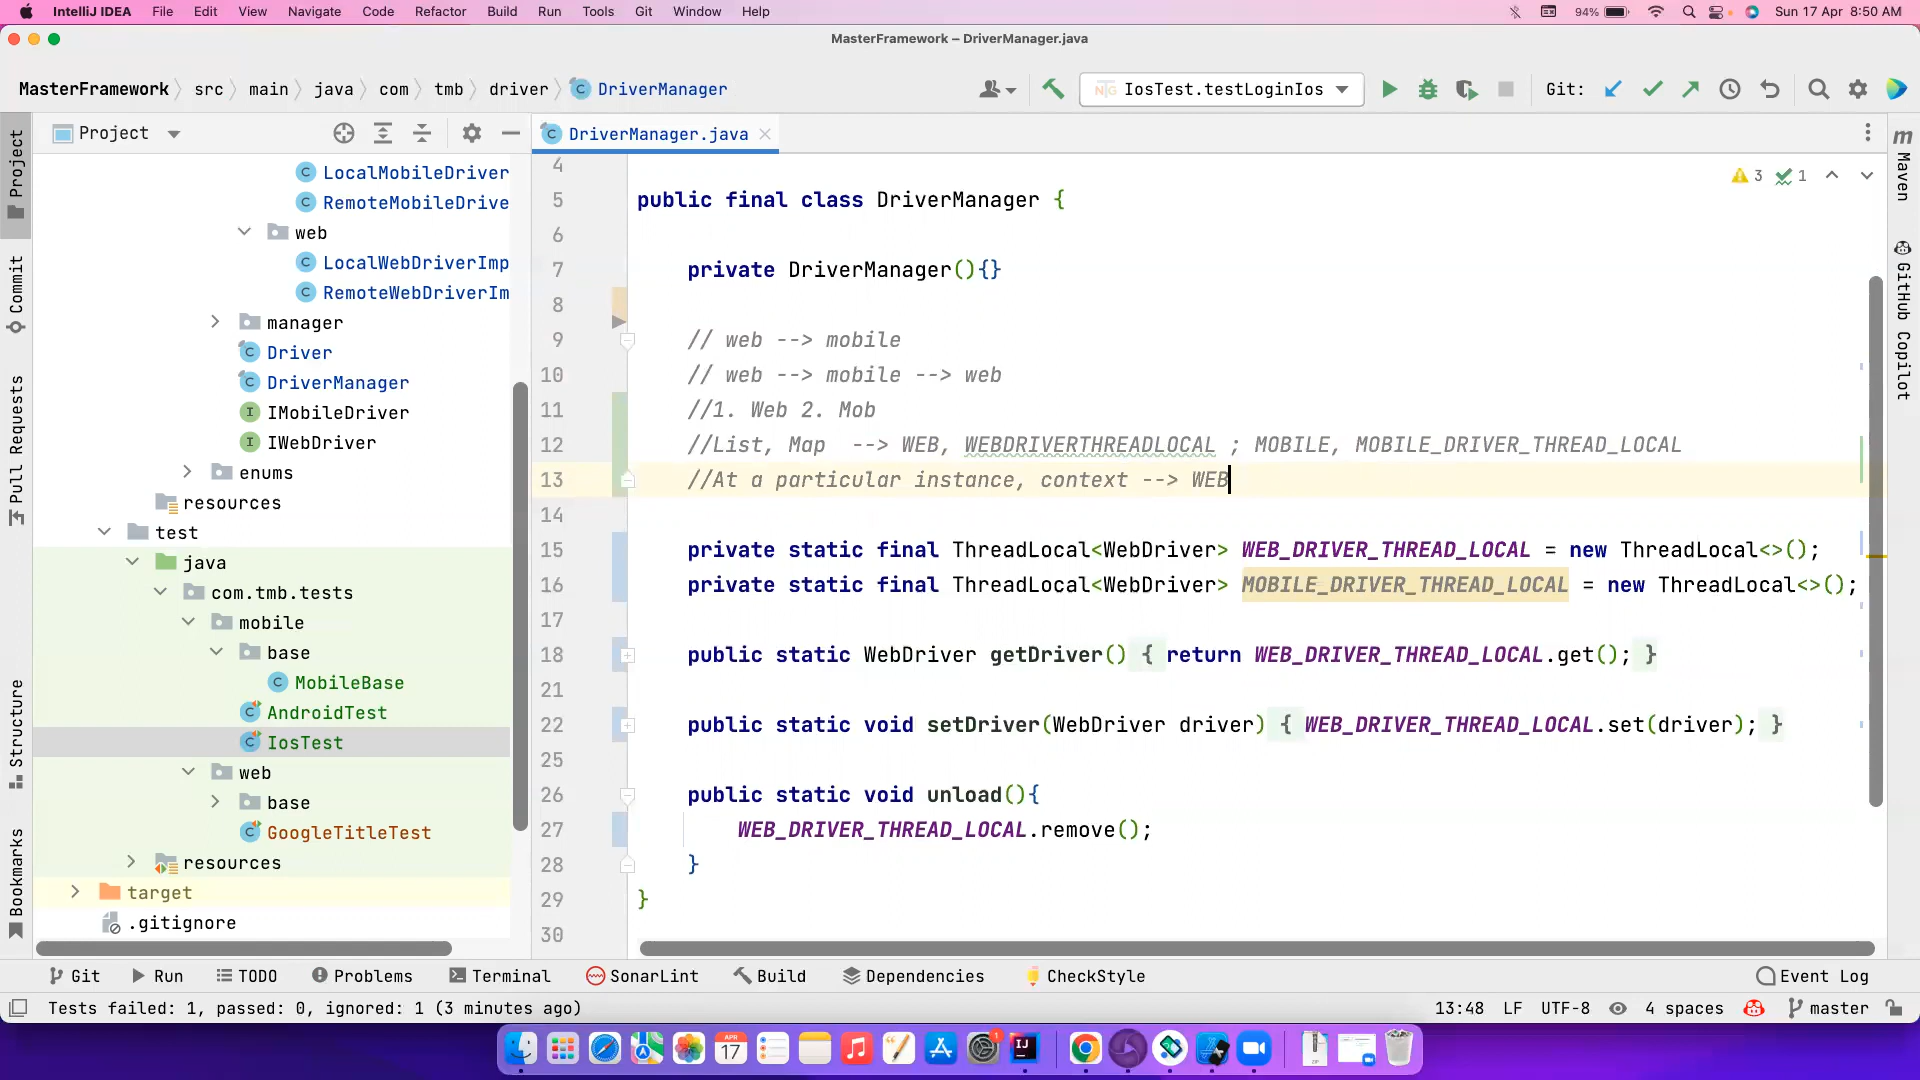 IntelliJ IDEA File Edit View Navigate Code Refactor Build Run Tools Git Window Help 94% Sun 17 Apr 8:50 AM
MasterFramework – DriverManager.java
MasterFramework src main java com tmb driver DriverManager IosTest.testLoginIos Git:
Project DriverManager.java
4
LocalMobileDriver
RemoteMobileDrive
web
LocalWebDriverImp
RemoteWebDriverIm
manager
Driver
DriverManager
IMobileDriver
IWebDriver
enums
resources
test
java
com.tmb.tests
mobile
base
MobileBase
AndroidTest
IosTest
web
base
GoogleTitleTest
resources
target
.gitignore
3 1
5 public final class DriverManager {
6
7 private DriverManager(){}
8
9 // web --> mobile
10 // web --> mobile --> web
11 //1. Web 2. Mob
12 //List, Map  --> WEB, WEBDRIVERTHREADLOCAL ; MOBILE, MOBILE_DRIVER_THREAD_LOCAL
13 //At a particular instance, context --> WEB
14
15 private static final ThreadLocal<WebDriver> WEB_DRIVER_THREAD_LOCAL = new ThreadLocal<>();
16 private static final ThreadLocal<WebDriver> MOBILE_DRIVER_THREAD_LOCAL = new ThreadLocal<>();
17
18 public static WebDriver getDriver() { return WEB_DRIVER_THREAD_LOCAL.get(); }
21
22 public static void setDriver(WebDriver driver) { WEB_DRIVER_THREAD_LOCAL.set(driver); }
25
26 public static void unload(){
27 WEB_DRIVER_THREAD_LOCAL.remove();
28 }
29 }
30
Project
Commit
Pull Requests
Structure
Bookmarks
m Maven
GitHub Copilot
Git Run TODO Problems Terminal SonarLint Build Dependencies CheckStyle Event Log
Tests failed: 1, passed: 0, ignored: 1 (3 minutes ago) 13:48 LF UTF-8 4 spaces master
APR
17
1
IJ